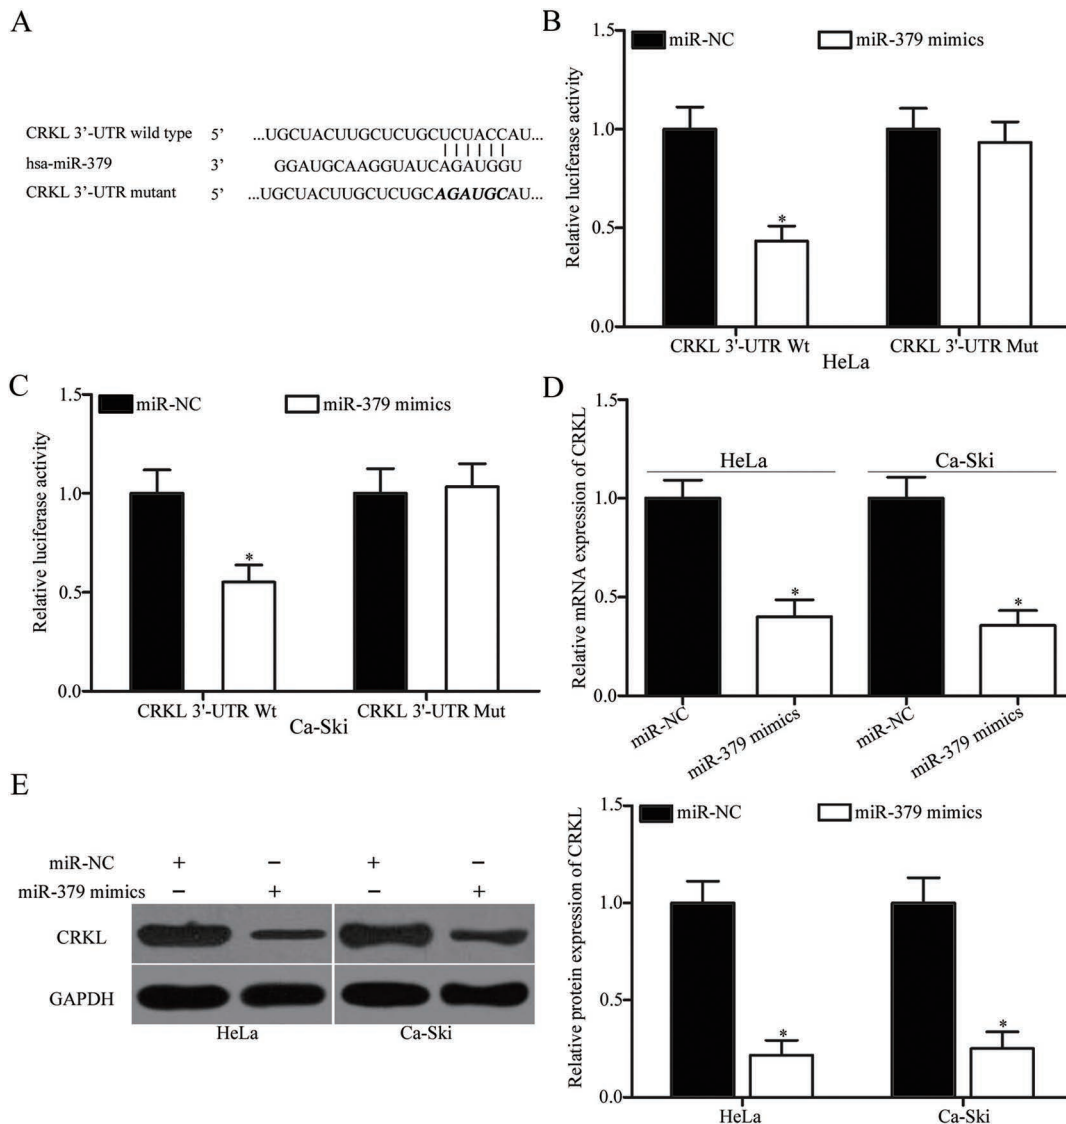 A
CRKL 3'-UTR wild type 5' ...UGCUACUUGCUCUGCUCUACCAU...
hsa-miR-379 3' GGAUGCAAGGUAUCAGAUGGU
CRKL 3'-UTR mutant 5' ...UGCUACUUGCUCUGCAGAUGCAU...
B
miR-NC miR-379 mimics
Relative luciferase activity
1.5
1.0
0.5
0.0
*
CRKL 3'-UTR Wt CRKL 3'-UTR Mut
HeLa
C
miR-NC miR-379 mimics
Relative luciferase activity
1.5
1.0
0.5
0.0
*
CRKL 3'-UTR Wt CRKL 3'-UTR Mut
Ca-Ski
D
Relative mRNA expression of CRKL
1.5
1.0
0.5
0.0
HeLa Ca-Ski
* *
miR-NC miR-379 mimics miR-NC miR-379 mimics
E
miR-NC + − + −
miR-379 mimics − + − +
CRKL
GAPDH
HeLa Ca-Ski
miR-NC miR-379 mimics
Relative protein expression of CRKL
1.5
1.0
0.5
0.0
* *
HeLa Ca-Ski